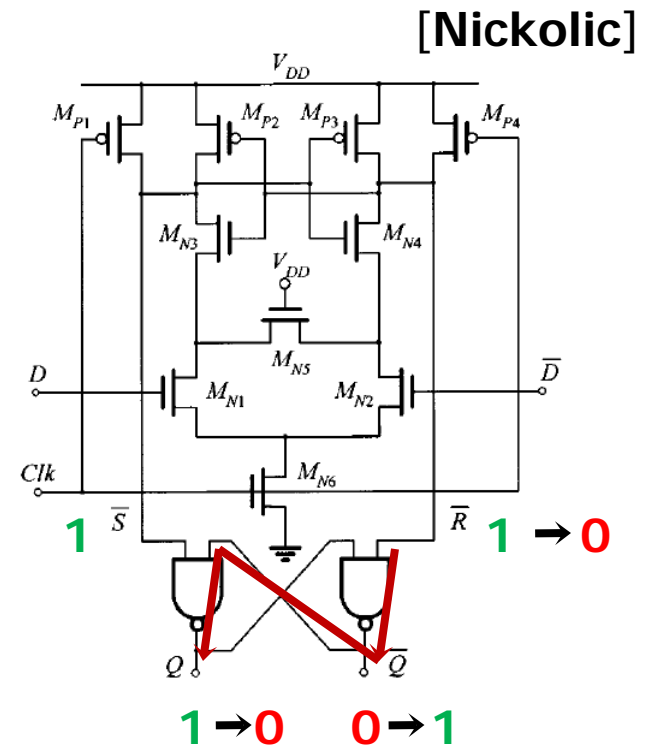 [Nickolic]
V_DD
M_P1 M_P2 M_P3 M_P4
M_N3 M_N4
V_DD
M_N5
D M_N1 M_N2 D̅
Clk M_N6
1 S̅ R̅ 1 → 0
Q Q̅
1 → 0 0 → 1